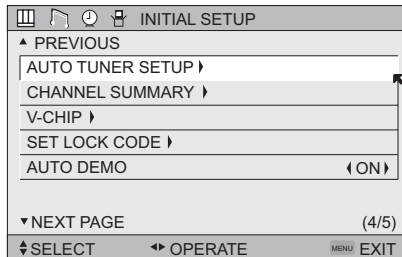 INITIAL SETUP
PREVIOUS
AUTO TUNER SETUP
CHANNEL SUMMARY
V-CHIP
SET LOCK CODE
AUTO DEMO ON
NEXT PAGE (4/5)
SELECT OPERATE MENU EXIT